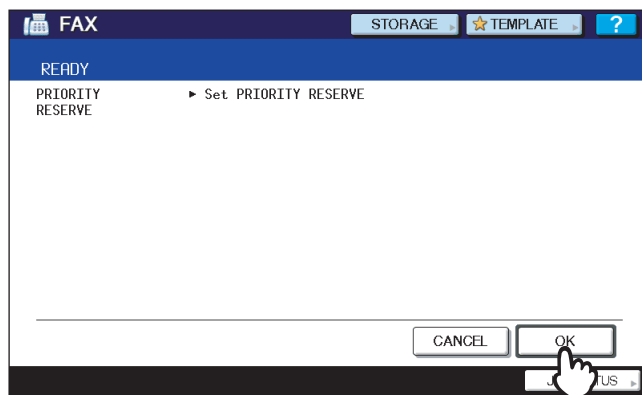 FAX
STORAGE
TEMPLATE
?
READY
PRIORITY
RESERVE
► Set PRIORITY RESERVE
CANCEL
OK